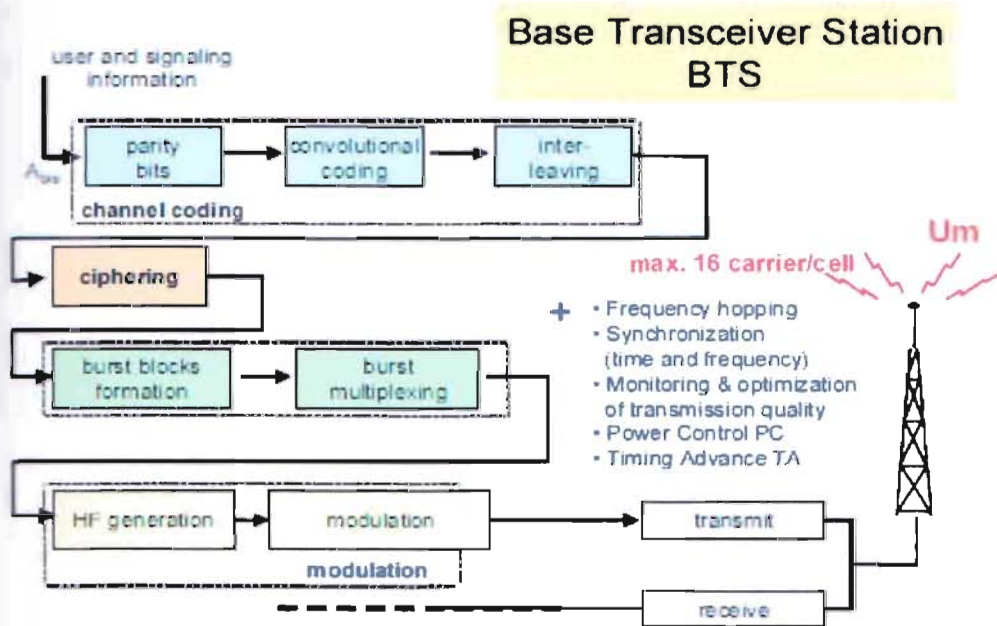 Base Transceiver Station
BTS
user and signaling
information
Abis
parity
bits
convolutional
coding
inter-
leaving
channel coding
ciphering
Um
max. 16 carrier/cell
+
• Frequency hopping
• Synchronization
(time and frequency)
• Monitoring & optimization
of transmission quality
• Power Control PC
• Timing Advance TA
burst blocks
formation
burst
multiplexing
HF generation
modulation
modulation
transmit
receive